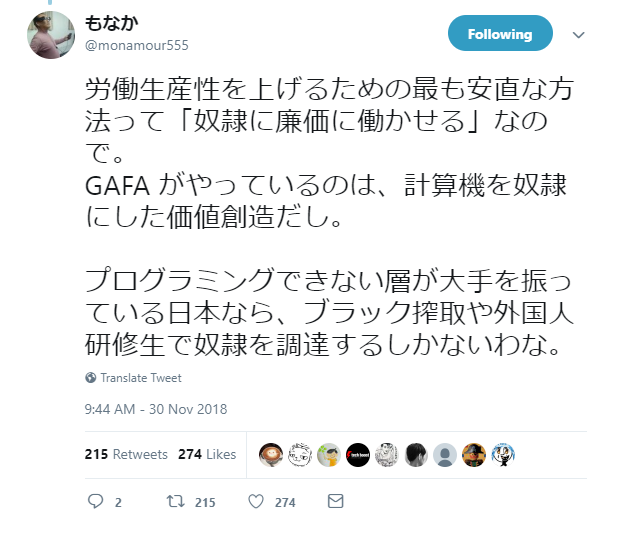 もなか
@monamour555
Following
労働生産性を上げるための最も安直な方
法って「奴隷に廉価に働かせる」なの
で。
GAFA がやっているのは、計算機を奴隷
にした価値創造だし。
プログラミングできない層が大手を振っ
ている日本なら、ブラック搾取や外国人
研修生で奴隷を調達するしかないわな。
Translate Tweet
9:44 AM - 30 Nov 2018
215 Retweets 274 Likes
2 215 274